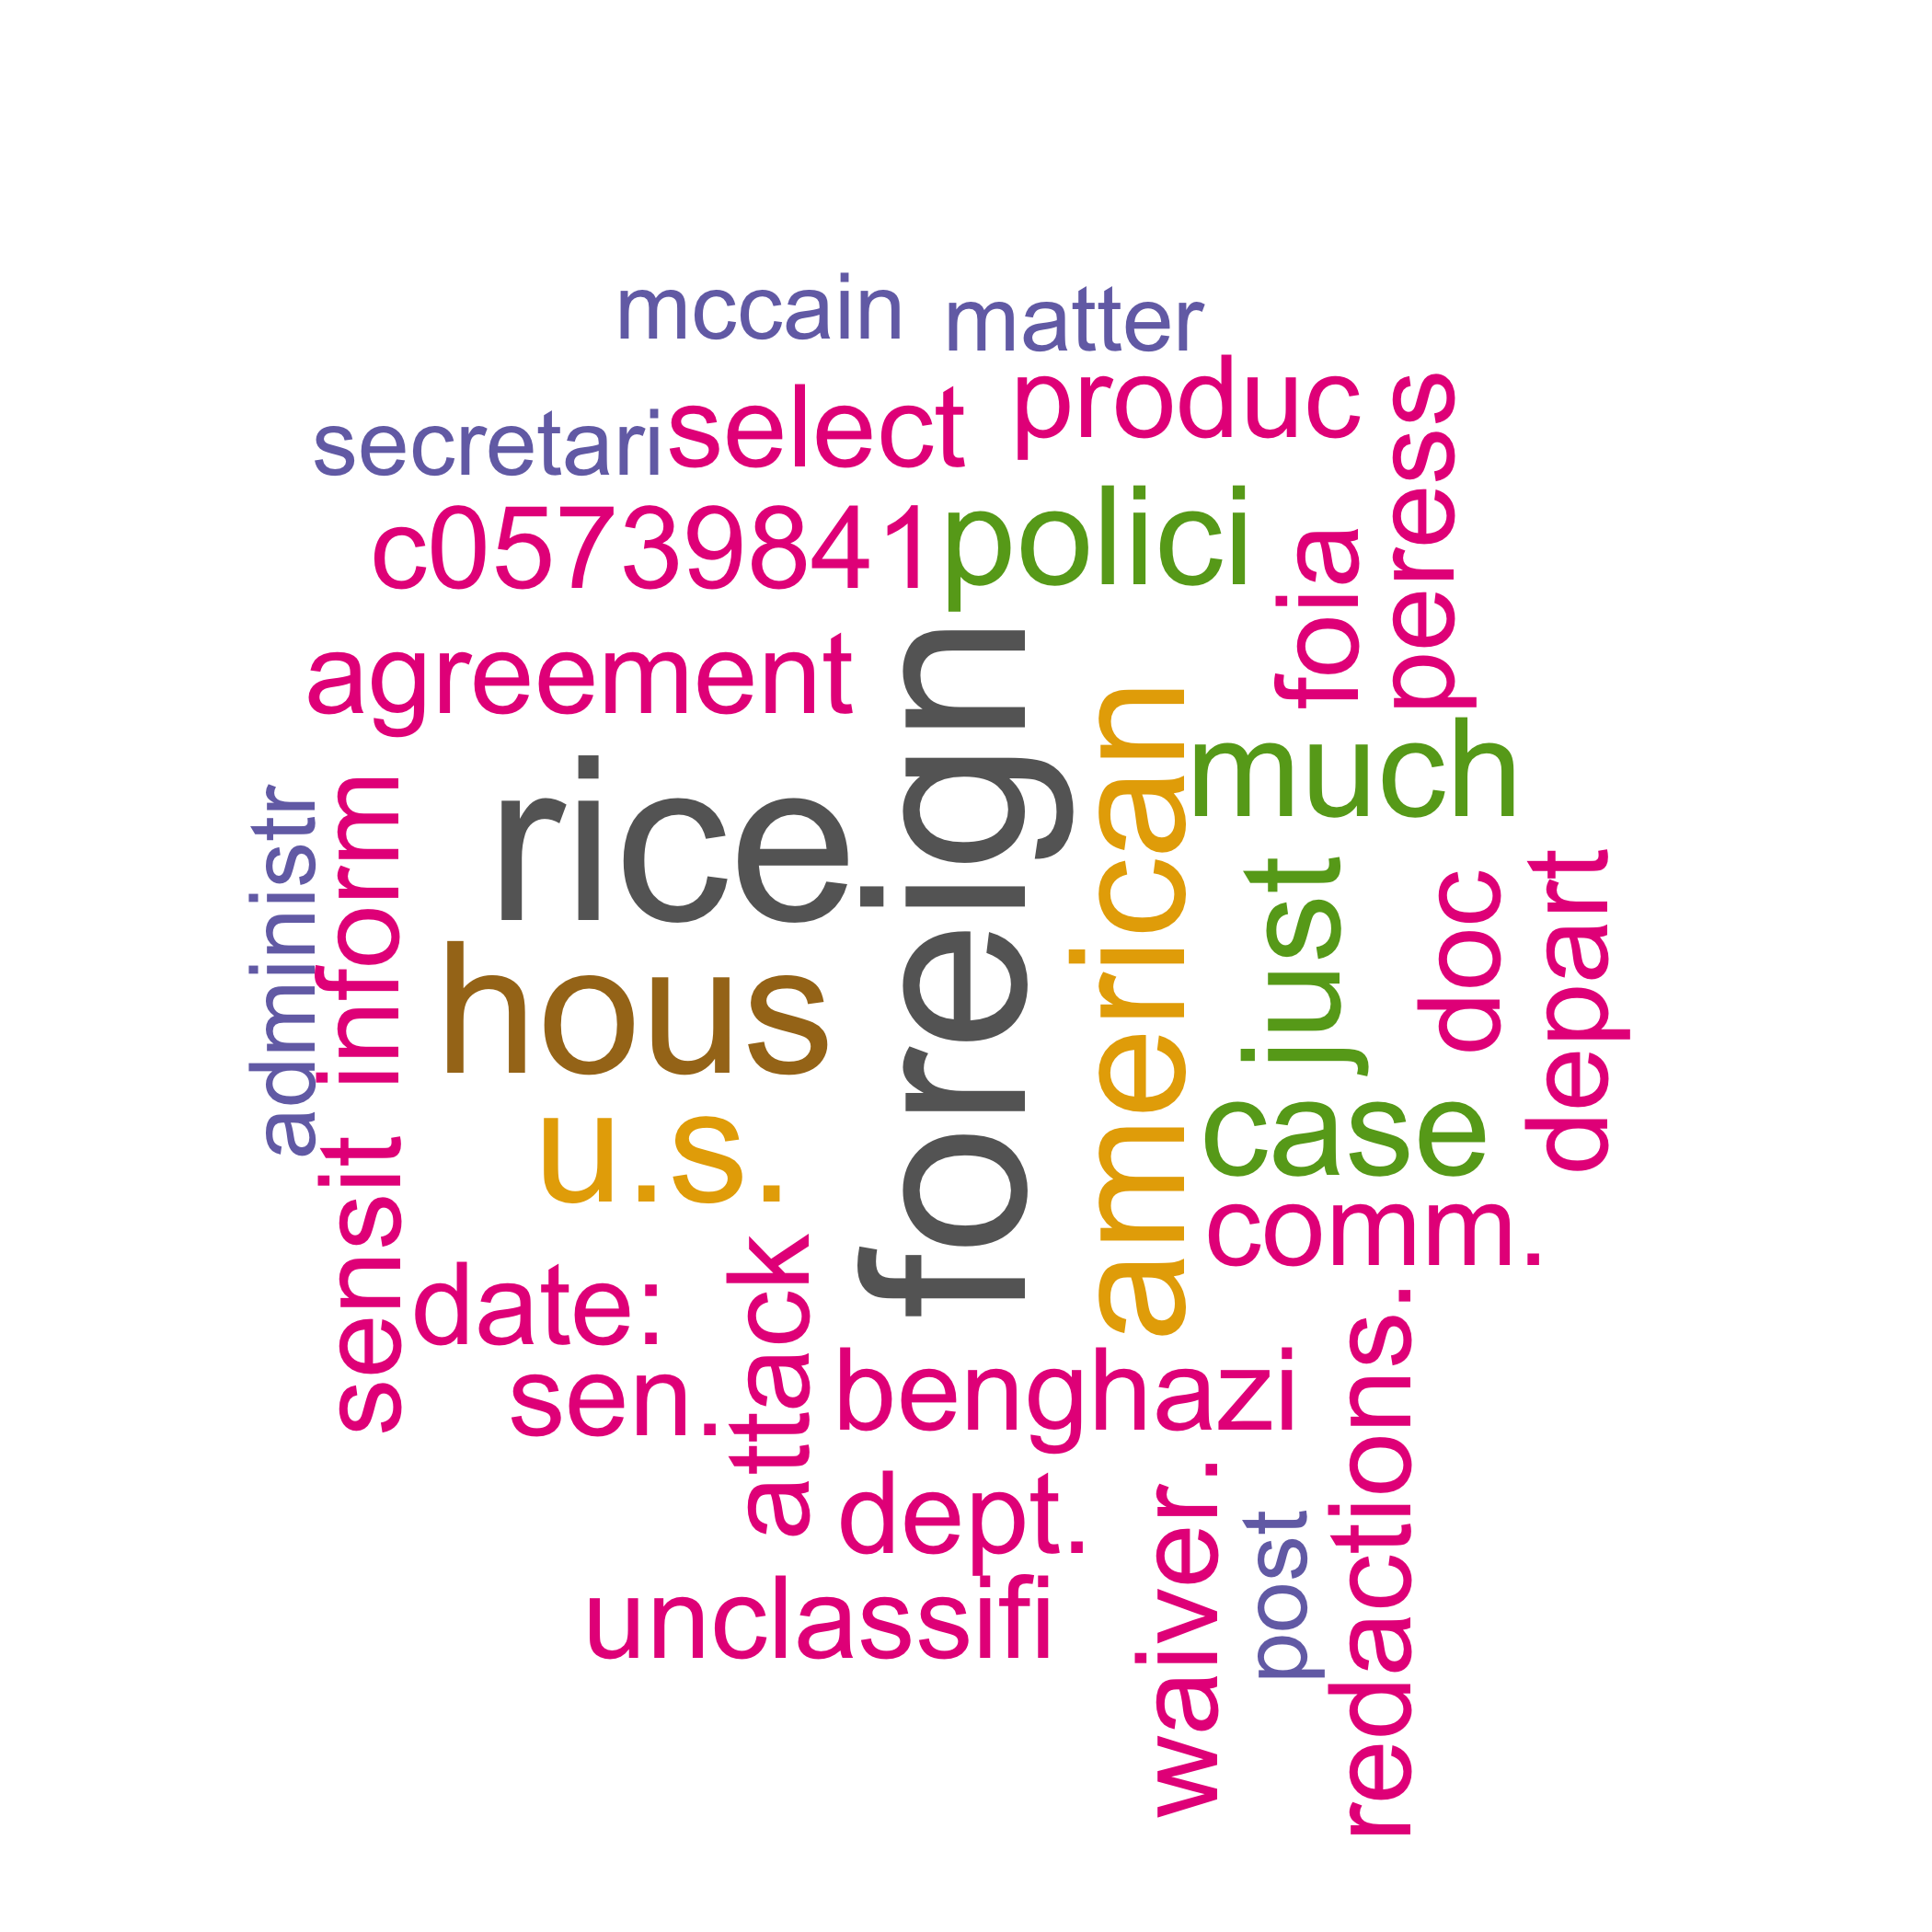 mccain
matter
produc
select
secretari
peress
c05739841
polici
foia
agreement
foreign
american
much
rice
inform
administr
hous
just
doc
depart
u.s.
case
comm.
sensit
date:
attack
sen.
benghazi
redactions.
dept.
waiver.
post
unclassifi